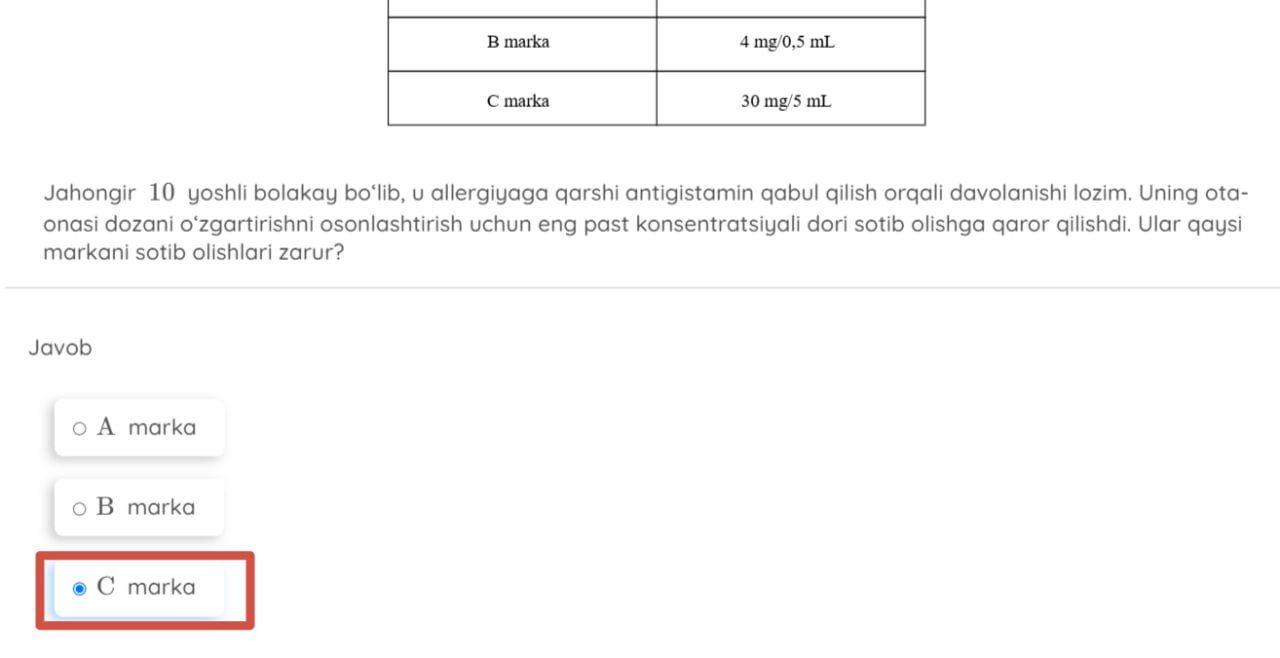 B marka 4 mg/0,5 mL
C marka 30 mg/5 mL
Jahongir 10 yoshli bolakay bo‘lib, u allergiyaga qarshi antigistamin qabul qilish orqali davolanishi lozim. Uning ota-
onasi dozani o‘zgartirishni osonlashtirish uchun eng past konsentratsiyali dori sotib olishga qaror qilishdi. Ular qaysi
markani sotib olishlari zarur?
Javob
A marka
B marka
C marka